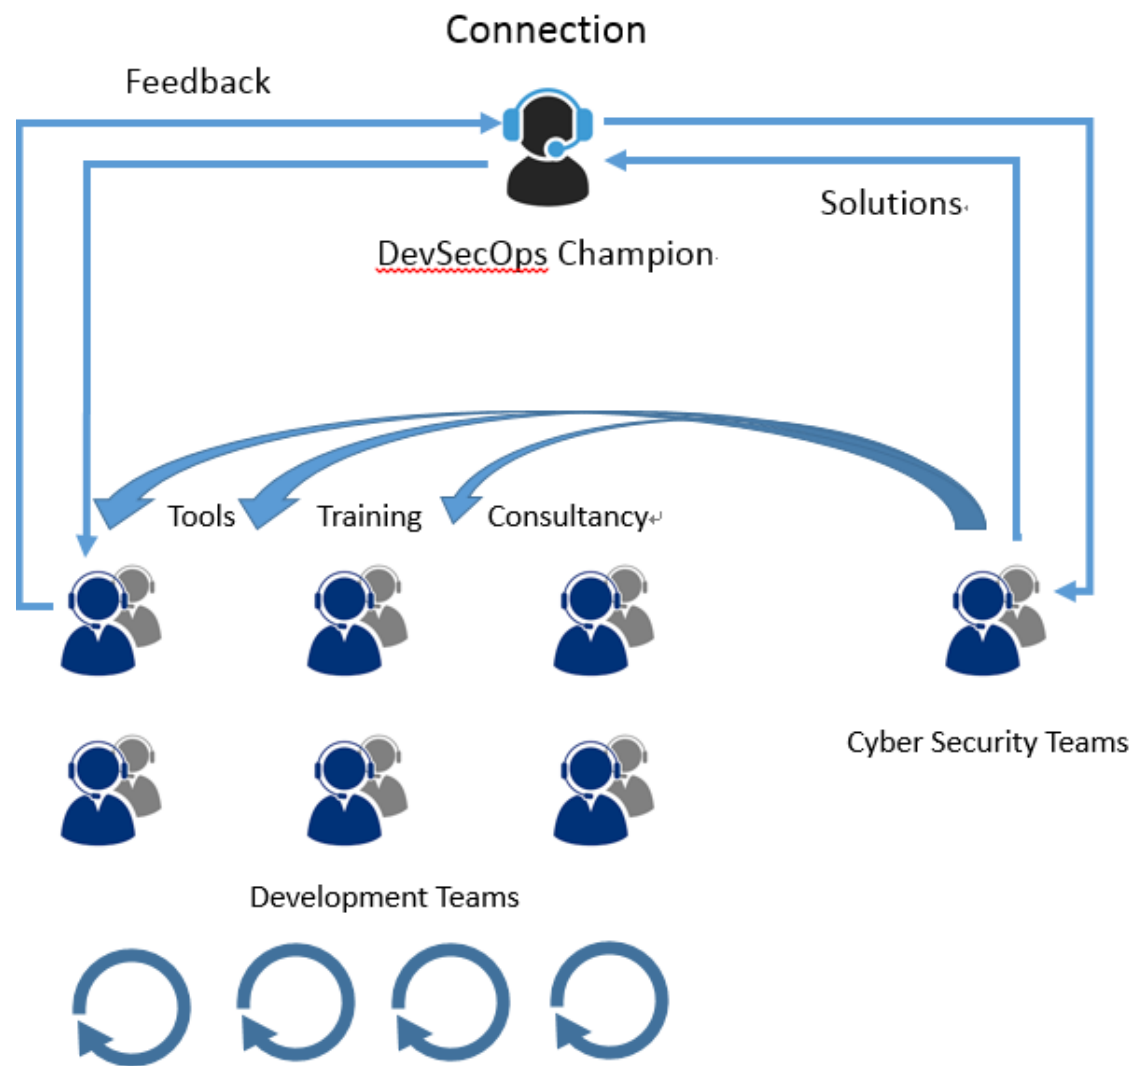 Connection
Feedback
Solutions
DevSecOps Champion
Tools
Training
Consultancy
Cyber Security Teams
Development Teams